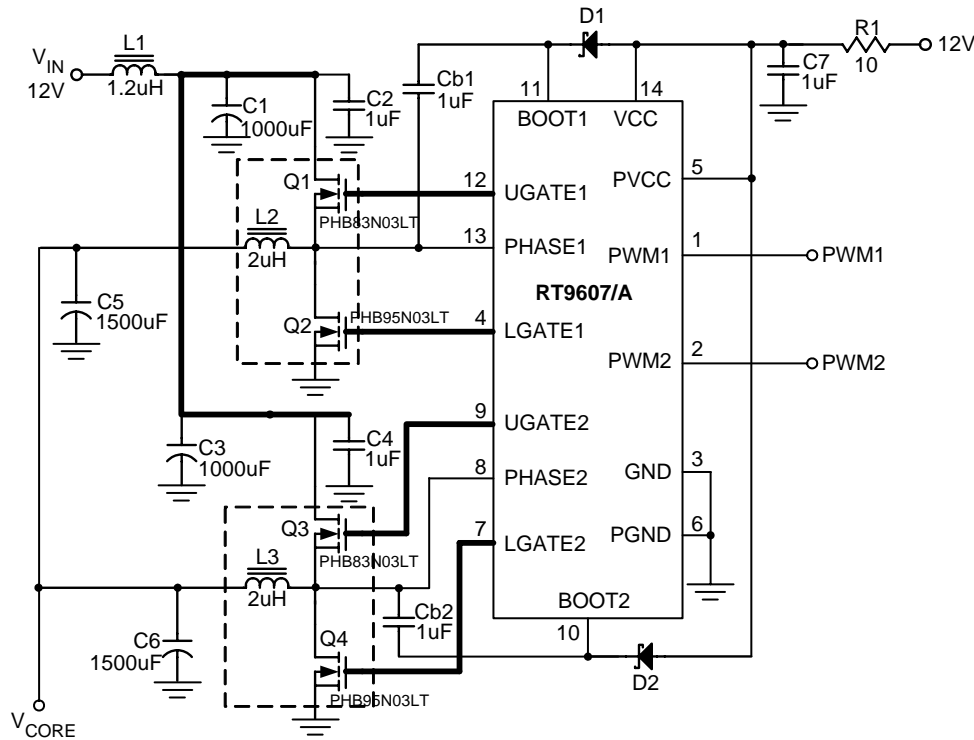 D1
R1
12V
10
V_IN
12V
L1
1.2uH
C7
1uF
Cb1
1uF
C1
1000uF
C2
1uF
11
14
BOOT1
VCC
Q1
PHB83N03LT
12
UGATE1
PVCC
5
L2
2uH
13
PHASE1
PWM1
1
PWM1
RT9607/A
C5
1500uF
Q2
PHB95N03LT
4
LGATE1
PWM2
2
PWM2
9
UGATE2
C3
1000uF
C4
1uF
8
PHASE2
GND
3
Q3
PHB83N03LT
7
LGATE2
PGND
6
L3
2uH
Cb2
1uF
BOOT2
10
C6
1500uF
Q4
PHB95N03LT
D2
V_CORE